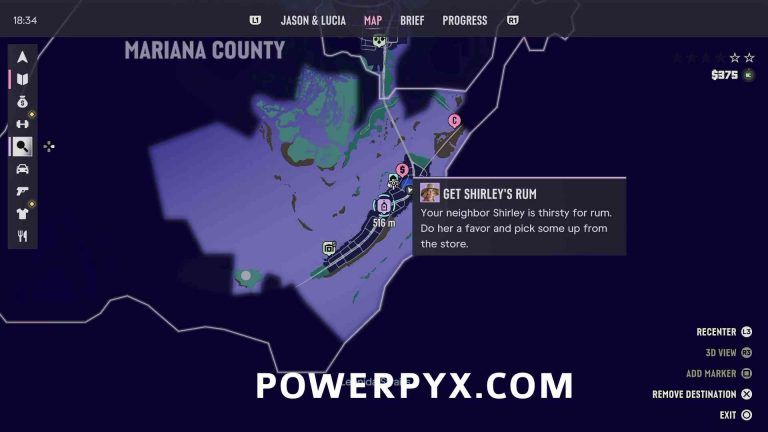 18:34
L1
JASON & LUCIA
MAP
BRIEF
PROGRESS
R1
MARIANA COUNTY
$375
C
$
GET SHIRLEY'S RUM
Your neighbor Shirley is thirsty for rum.
Do her a favor and pick some up from
the store.
516 m
RECENTER L3
3D VIEW R3
ADD MARKER
REMOVE DESTINATION
EXIT
POWERPYX.COM